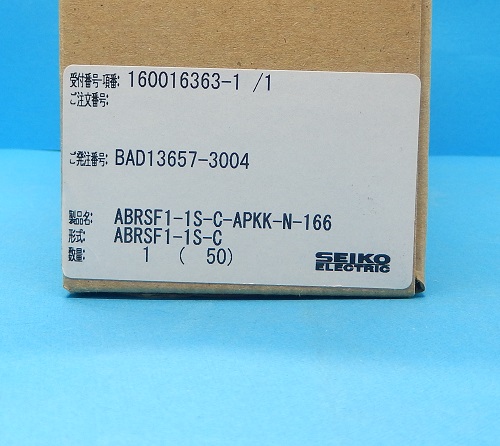 受付番号-項番: 160016363-1 /1
ご注文番号:
ご発注番号: BAD13657-3004
製品名: ABRSF1-1S-C-APKK-N-166
形式: ABRSF1-1S-C
数量: 1 ( 50)
SEIKO
ELECTRIC